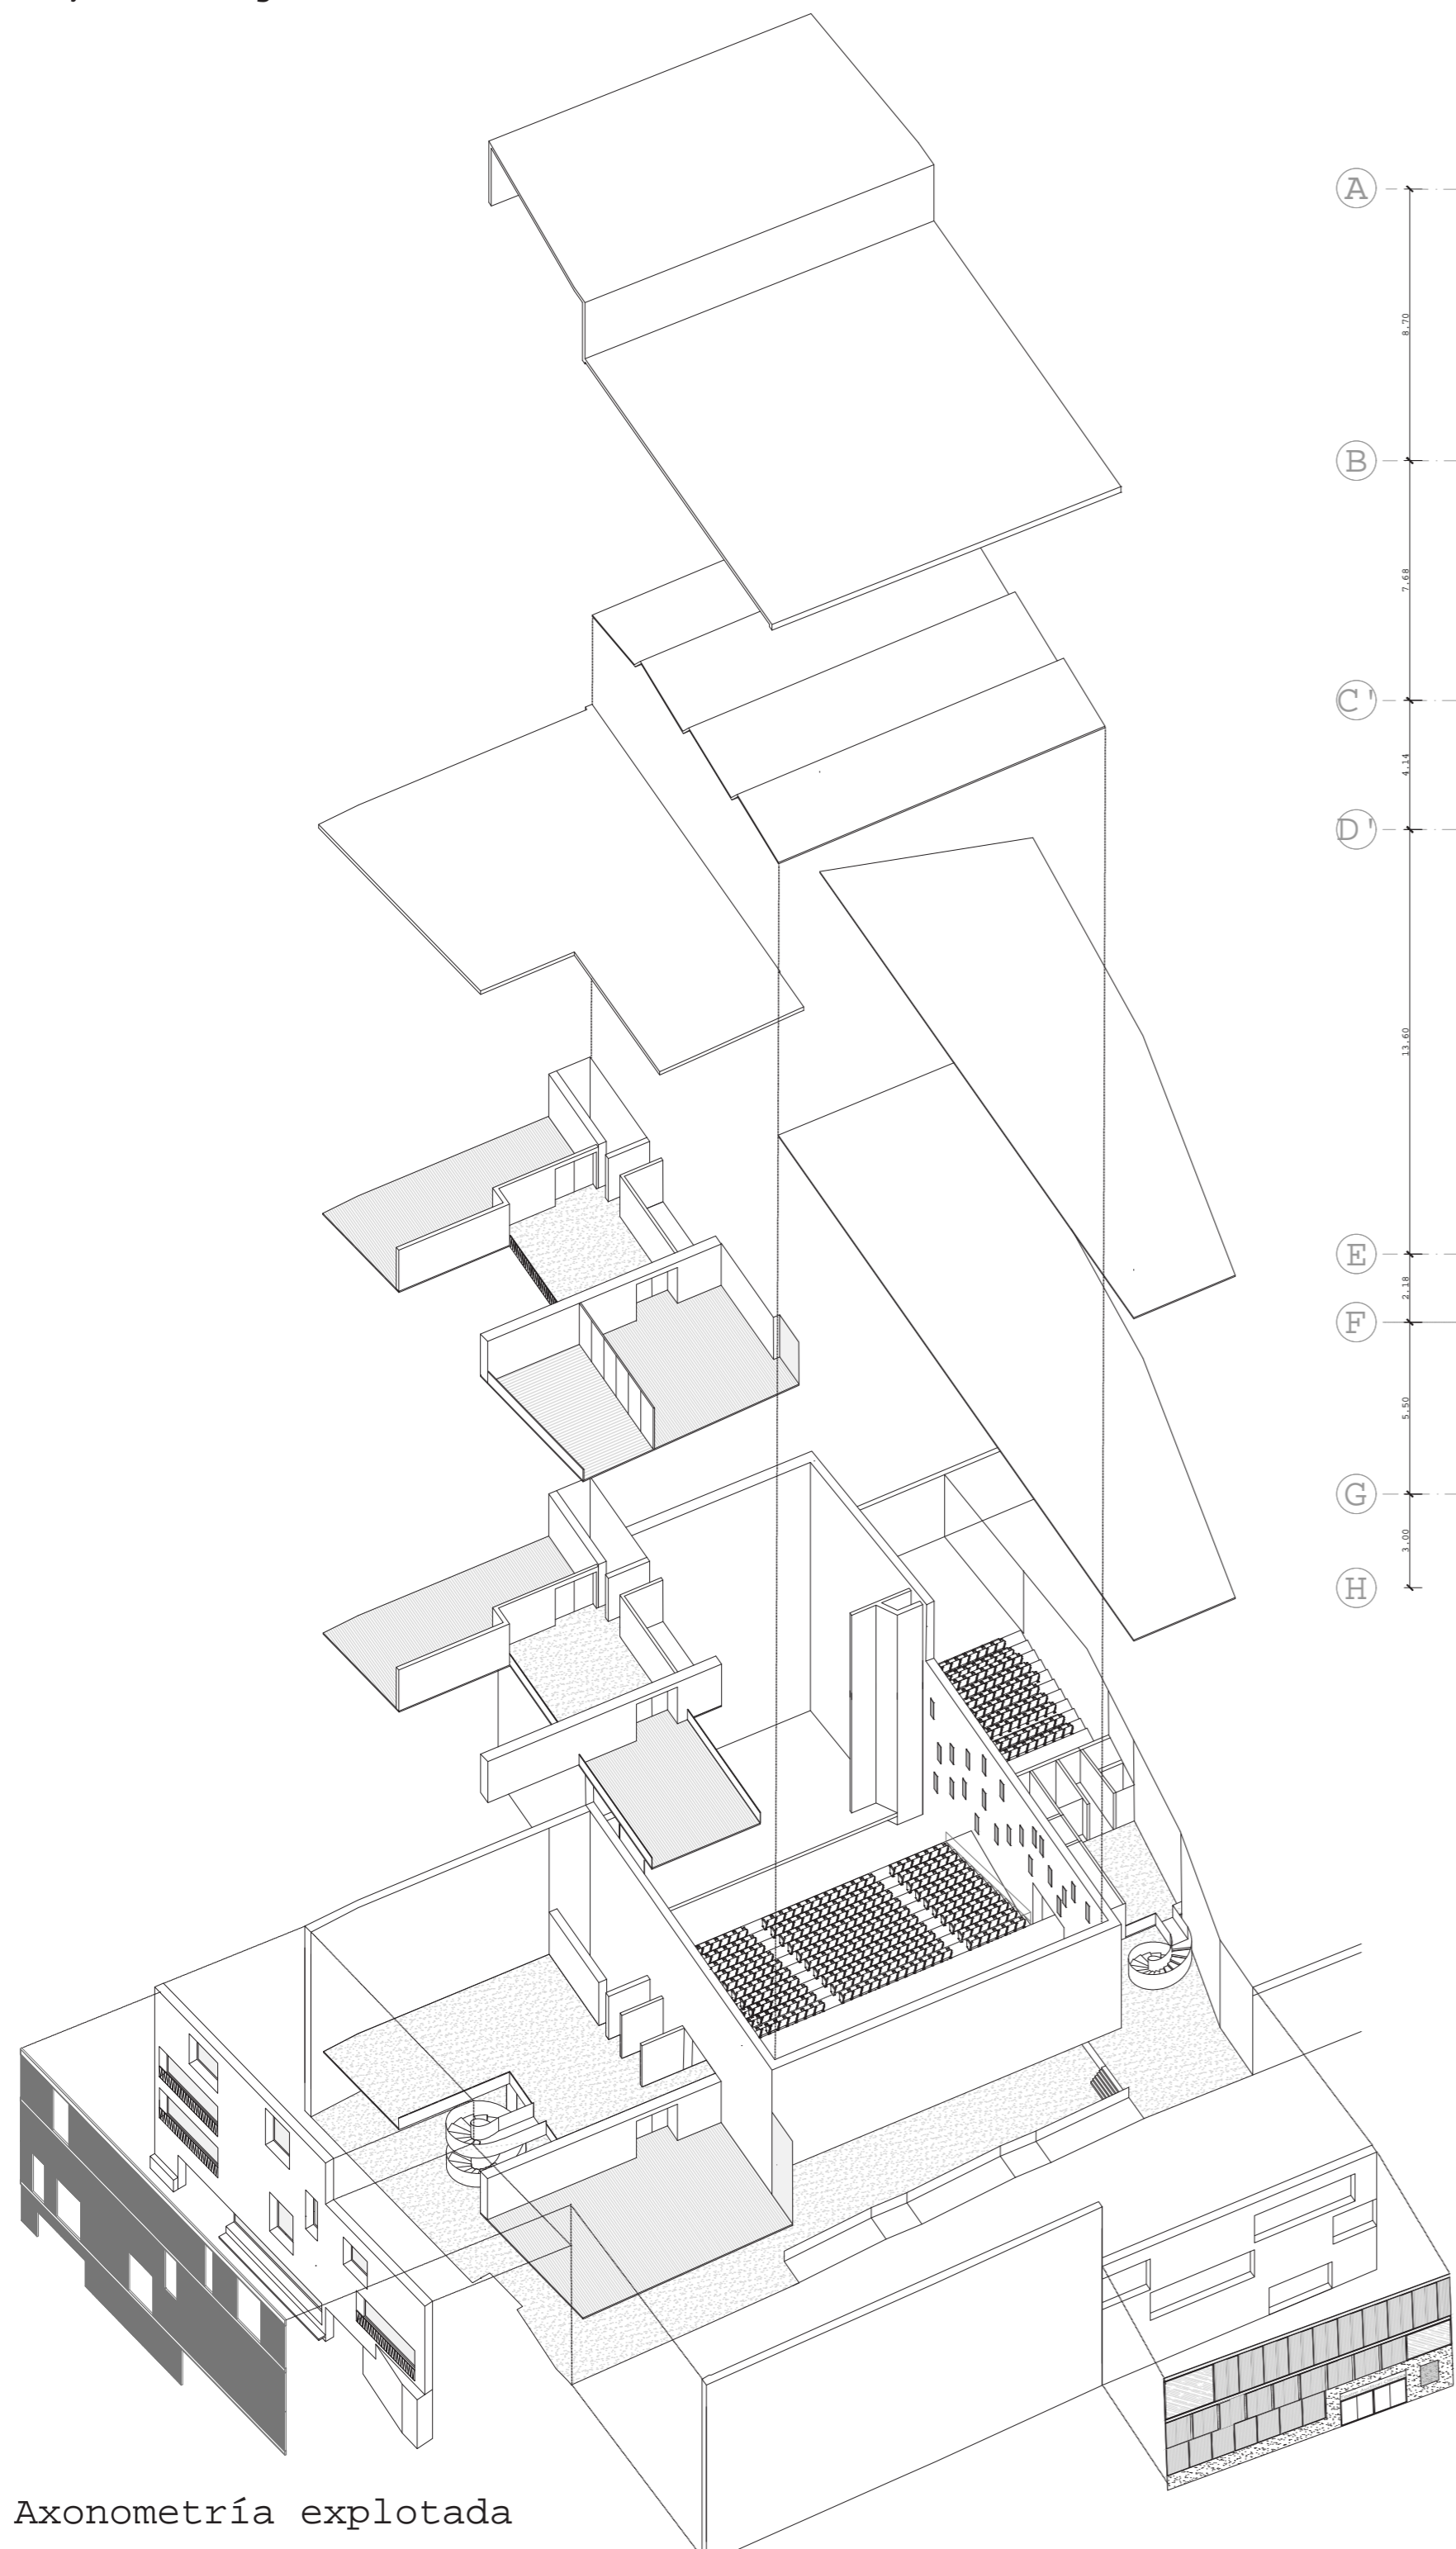 A
8.70
B
7.68
C'
4.14
D'
13.60
E
2.18
F
5.50
G
3.00
H
Axonometría explotada